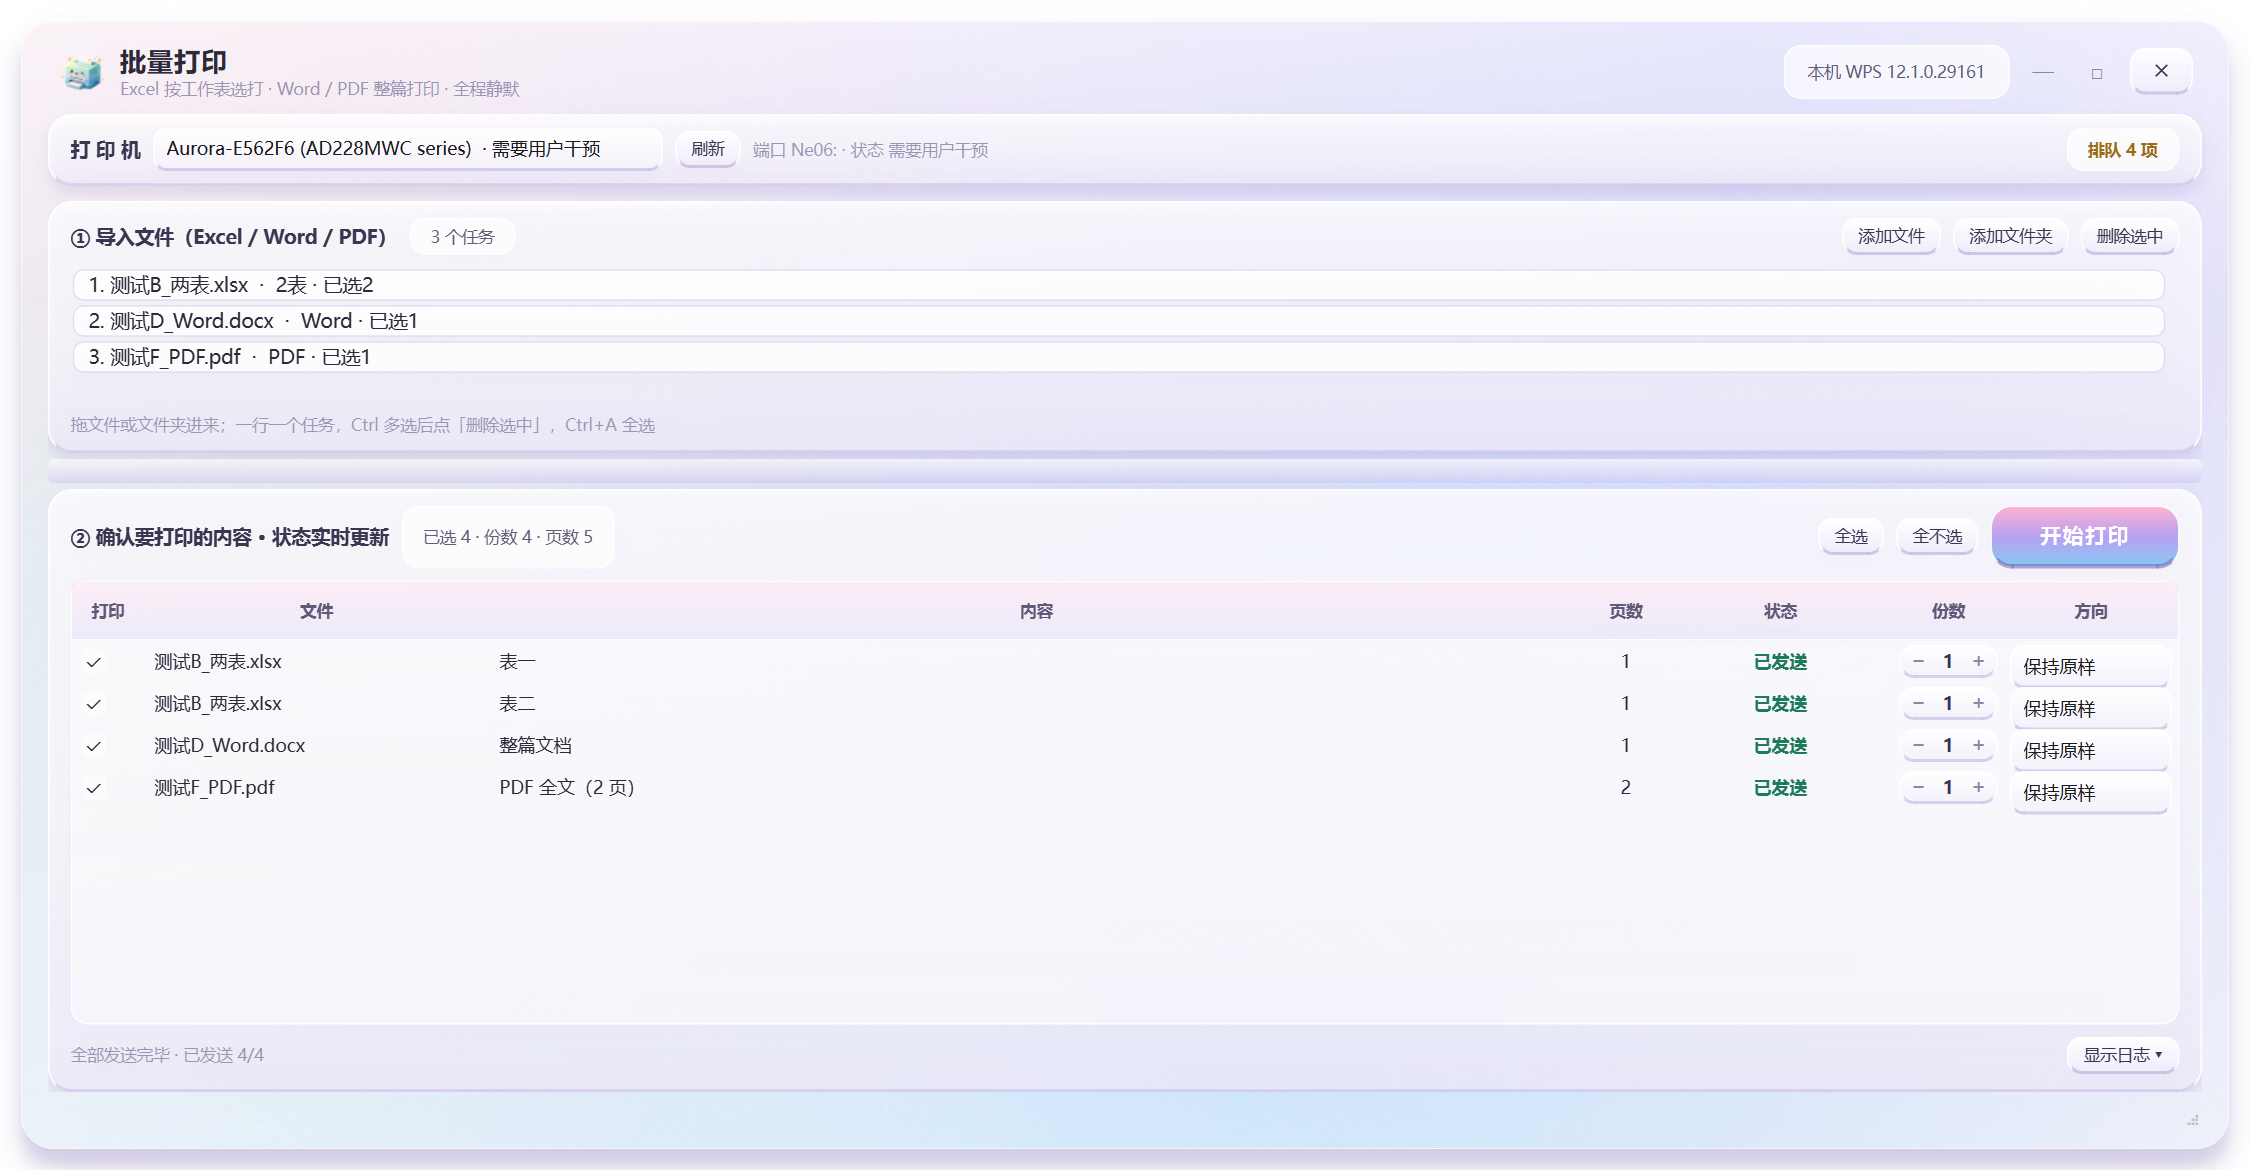 批量打印
Excel 按工作表选打 · Word / PDF 整篇打印 · 全程静默
本机 WPS 12.1.0.29161
打 印 机
Aurora-E562F6 (AD228MWC series) · 需要用户干预
刷新
端口 Ne06: · 状态 需要用户干预
排队 4 项
① 导入文件（Excel / Word / PDF）
3 个任务
添加文件
添加文件夹
删除选中
1. 测试B_两表.xlsx · 2表 · 已选2
2. 测试D_Word.docx · Word · 已选1
3. 测试F_PDF.pdf · PDF · 已选1
拖文件或文件夹进来；一行一个任务，Ctrl 多选后点「删除选中」，Ctrl+A 全选
② 确认要打印的内容 • 状态实时更新
已选 4 · 份数 4 · 页数 5
全选
全不选
开始打印
打印 文件 内容 页数 状态 份数 方向
✓ 测试B_两表.xlsx 表一 1 已发送 − 1 + 保持原样
✓ 测试B_两表.xlsx 表二 1 已发送 − 1 + 保持原样
✓ 测试D_Word.docx 整篇文档 1 已发送 − 1 + 保持原样
✓ 测试F_PDF.pdf PDF 全文（2 页） 2 已发送 − 1 + 保持原样
全部发送完毕 · 已发送 4/4
显示日志 ▾